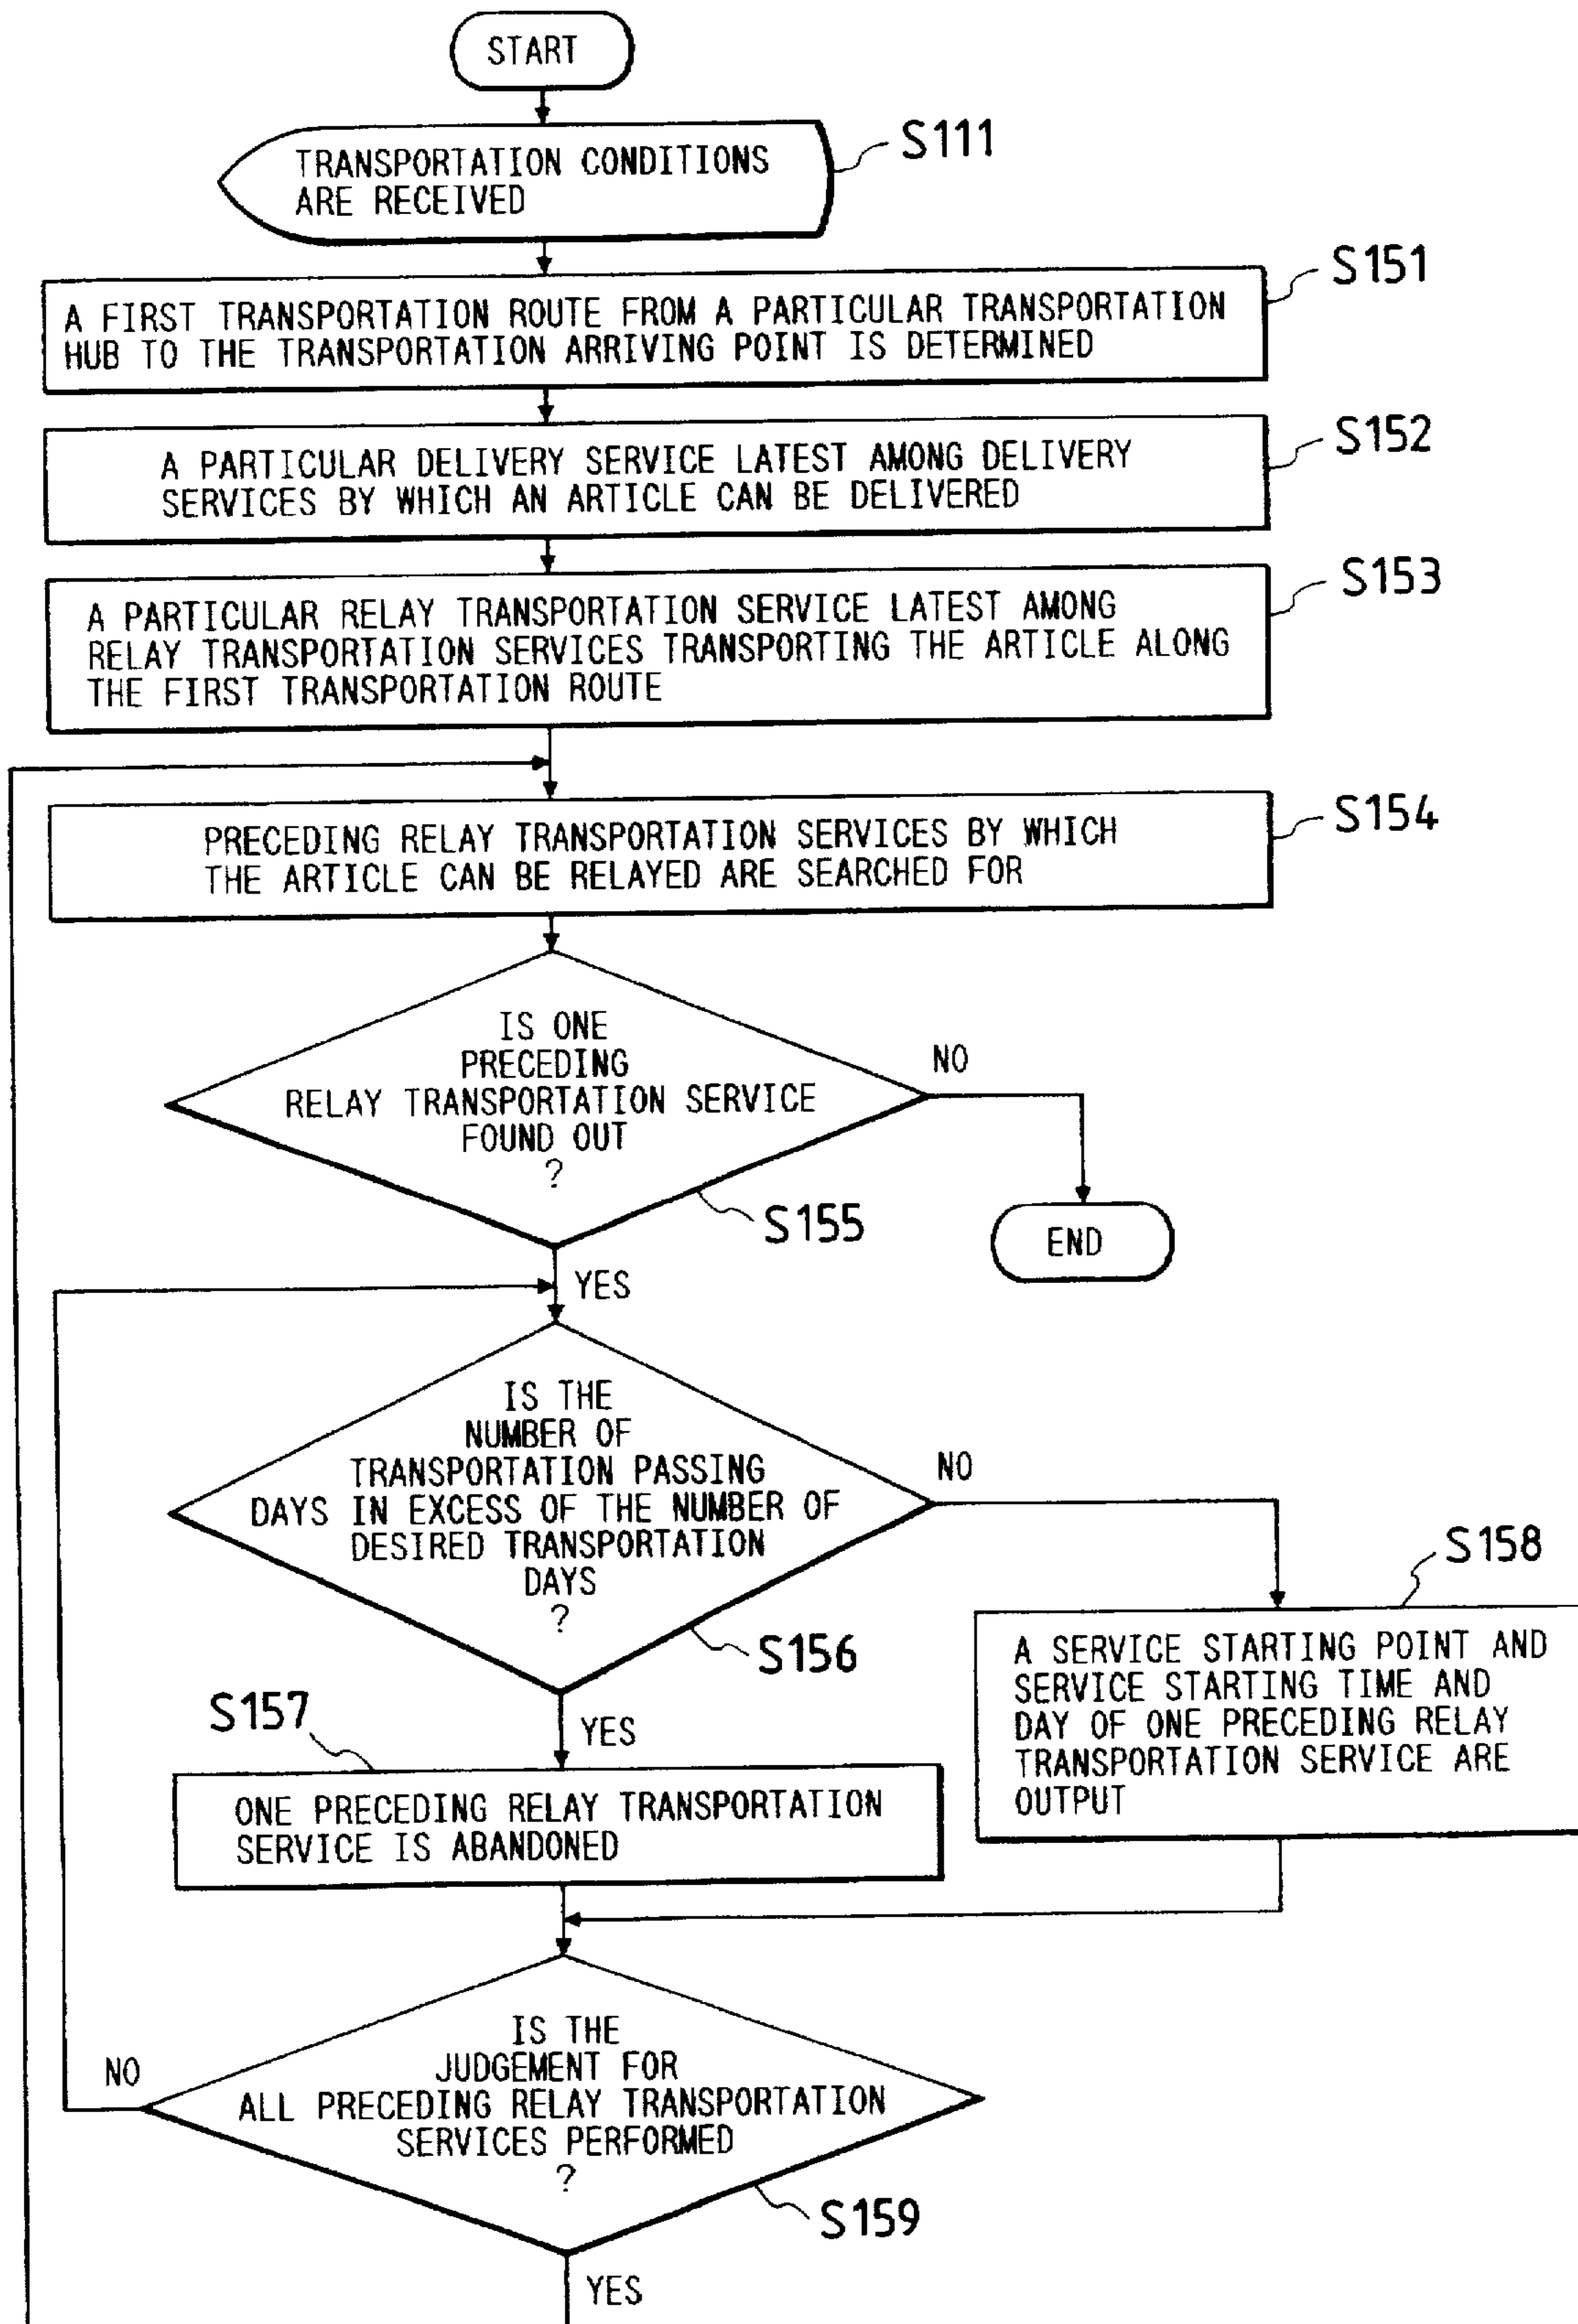 START
TRANSPORTATION CONDITIONS
ARE RECEIVED
S111
A FIRST TRANSPORTATION ROUTE FROM A PARTICULAR TRANSPORTATION
HUB TO THE TRANSPORTATION ARRIVING POINT IS DETERMINED
S151
A PARTICULAR DELIVERY SERVICE LATEST AMONG DELIVERY
SERVICES BY WHICH AN ARTICLE CAN BE DELIVERED
S152
A PARTICULAR RELAY TRANSPORTATION SERVICE LATEST AMONG
RELAY TRANSPORTATION SERVICES TRANSPORTING THE ARTICLE ALONG
THE FIRST TRANSPORTATION ROUTE
S153
PRECEDING RELAY TRANSPORTATION SERVICES BY WHICH
THE ARTICLE CAN BE RELAYED ARE SEARCHED FOR
S154
IS ONE
PRECEDING
RELAY TRANSPORTATION SERVICE
FOUND OUT
?
NO
S155
END
YES
IS THE
NUMBER OF
TRANSPORTATION PASSING
DAYS IN EXCESS OF THE NUMBER OF
DESIRED TRANSPORTATION
DAYS
?
NO
S156
S158
A SERVICE STARTING POINT AND
SERVICE STARTING TIME AND
DAY OF ONE PRECEDING RELAY
TRANSPORTATION SERVICE ARE
OUTPUT
S157
YES
ONE PRECEDING RELAY TRANSPORTATION
SERVICE IS ABANDONED
IS THE
JUDGEMENT FOR
ALL PRECEDING RELAY TRANSPORTATION
SERVICES PERFORMED
?
NO
S159
YES